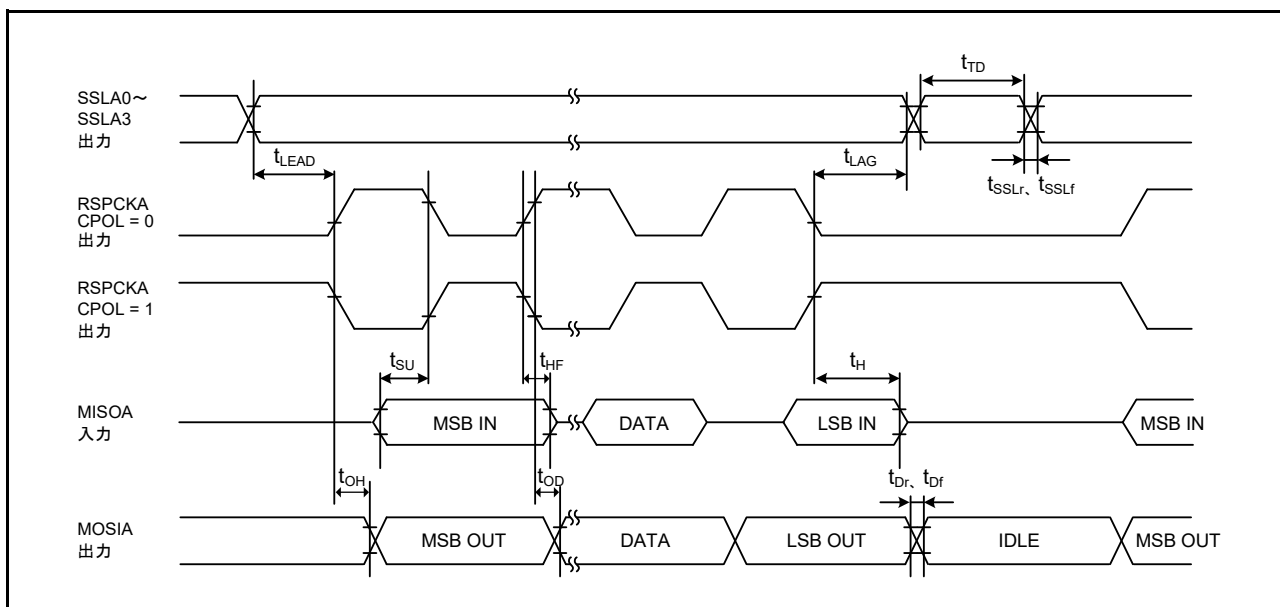 tTD
SSLA0～
SSLA3
出力
tLEAD
tLAG
tSSLr、tSSLf
RSPCKA
CPOL = 0
出力
RSPCKA
CPOL = 1
出力
tSU
tHF
tH
MISOA
入力
MSB IN
DATA
LSB IN
MSB IN
tOH
tOD
tDr、tDf
MOSIA
出力
MSB OUT
DATA
LSB OUT
IDLE
MSB OUT